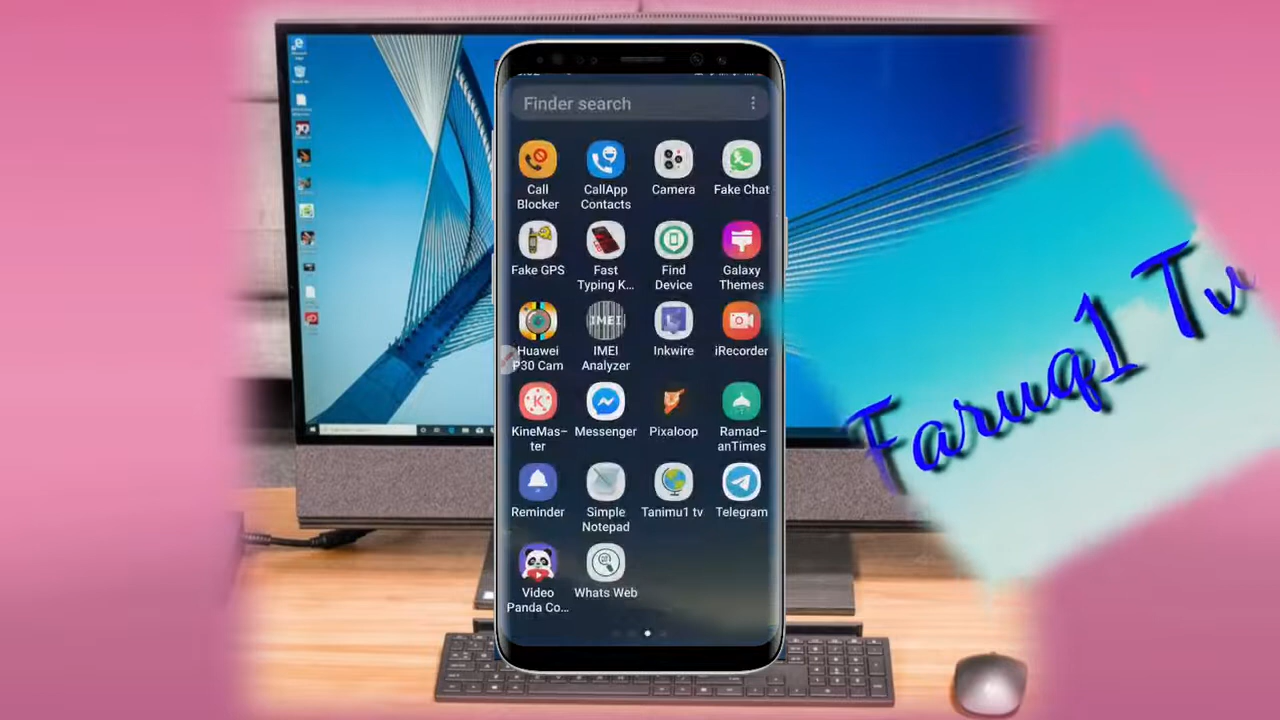 Finder search
Call
Blocker
CallApp
Contacts
Camera
Fake Chat
Fake GPS
Fast
Typing K...
Find
Device
Galaxy
Themes
Huawei
P30 Cam
IMEI
IMEI
Analyzer
Inkwire
iRecorder
KineMas-
ter
Messenger
Pixaloop
Ramad-
anTimes
Reminder
Simple
Notepad
Tanimu1 tv
Telegram
Video
Panda Co...
Whats Web
Faruq1 Tv